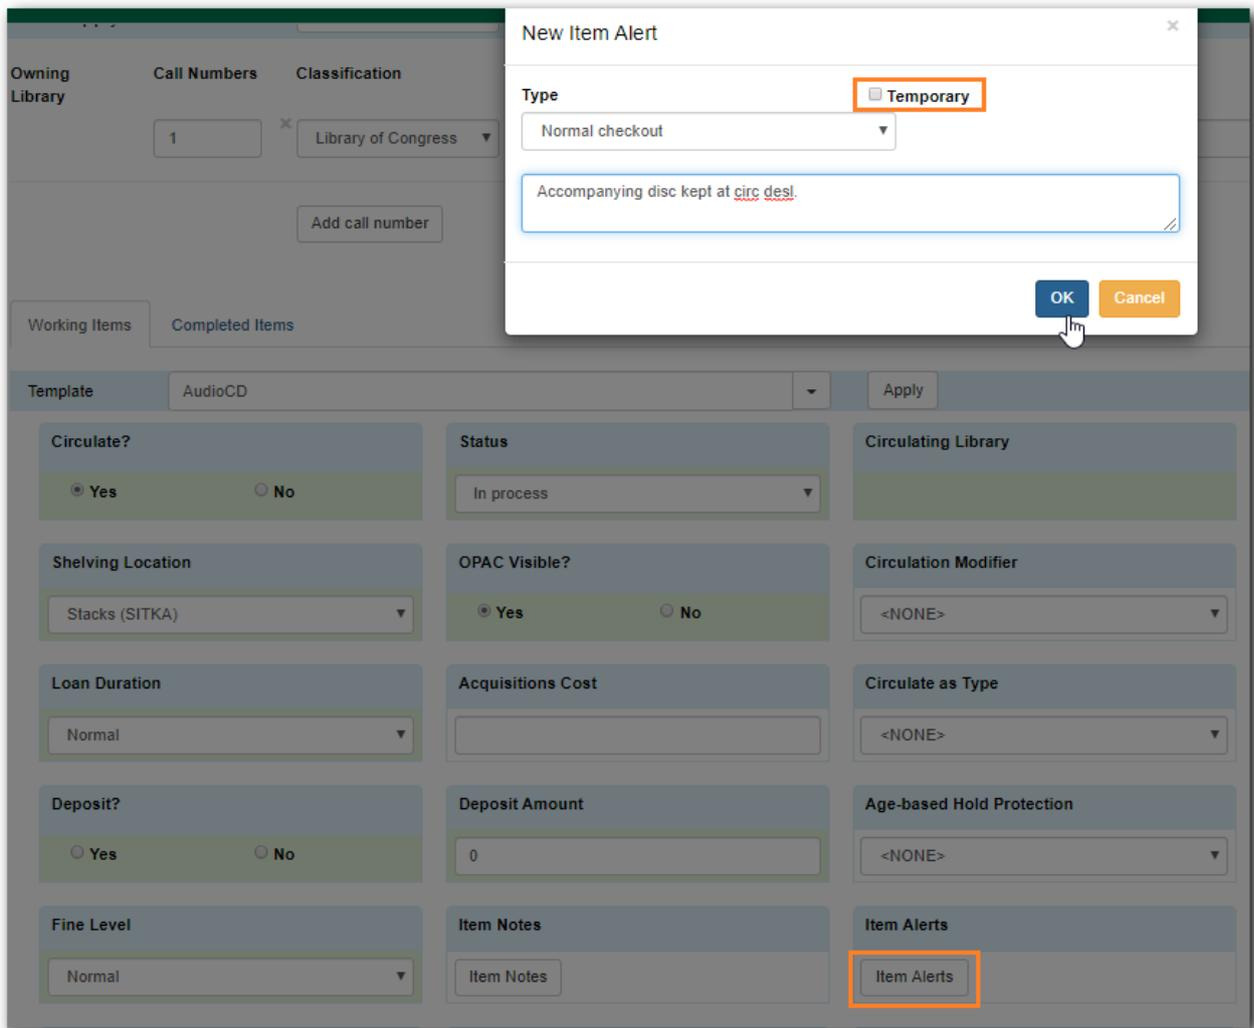 New Item Alert
×
Owning Library
Call Numbers
Classification
Type
Temporary
1
×
Library of Congress
Normal checkout
Accompanying disc kept at circ desl.
Add call number
OK
Cancel
Working Items
Completed Items
Template
AudioCD
Apply
Circulate?
Status
Circulating Library
Yes
No
In process
Shelving Location
OPAC Visible?
Circulation Modifier
Stacks (SITKA)
Yes
No
<NONE>
Loan Duration
Acquisitions Cost
Circulate as Type
Normal
<NONE>
Deposit?
Deposit Amount
Age-based Hold Protection
Yes
No
0
<NONE>
Fine Level
Item Notes
Item Alerts
Normal
Item Notes
Item Alerts